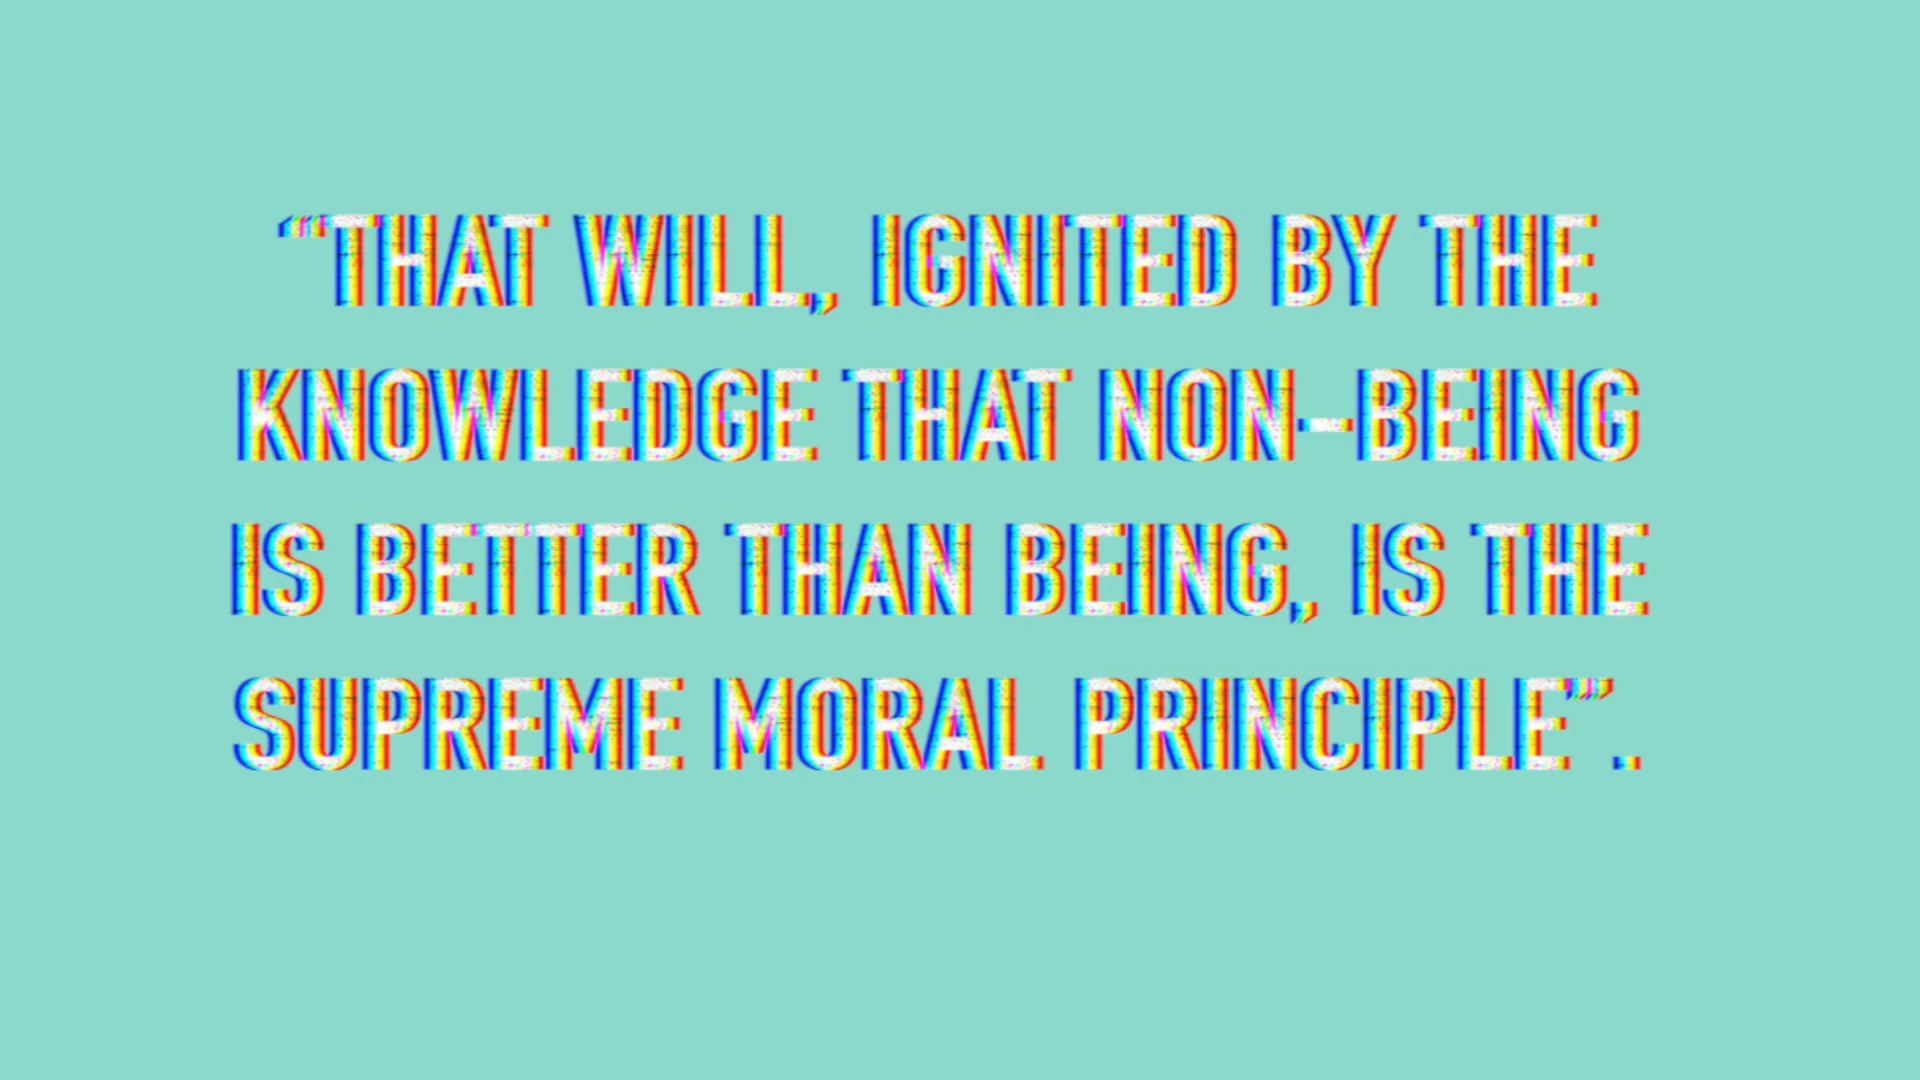 “‘THAT WILL, IGNITED BY THE
KNOWLEDGE THAT NON-BEING
IS BETTER THAN BEING, IS THE
SUPREME MORAL PRINCIPLE’”.